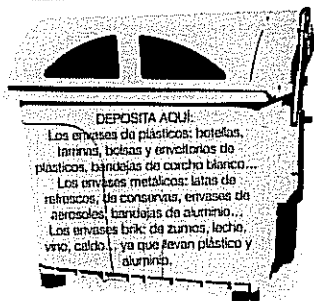 DEPOSITA AQUÍ:
Los envases de plásticos: botellas,
tarrinas, bolsas y envoltorios de
plásticos, bandejas de corcho blanco...
Los envases metálicos: latas de
refrescos, de conservas, envases de
aerosoles, bandejas de aluminio...
Los envases brik: de zumos, leche,
vino, caldo..., ya que llevan plástico y
aluminio.